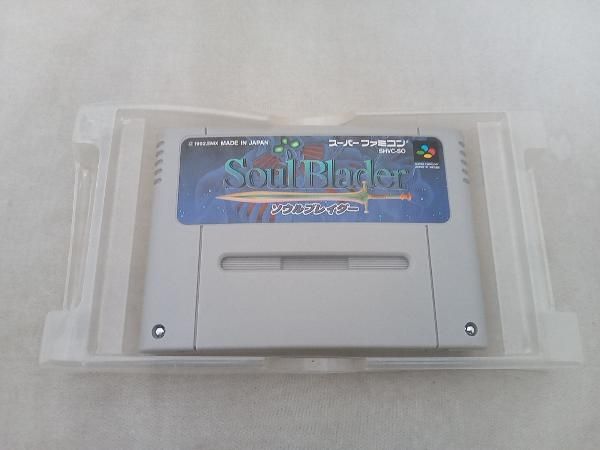 © 1992, ENIX MADE IN JAPAN
スーパーファミコン
SHVC-SO
Soul Blader
ソウルブレイダー